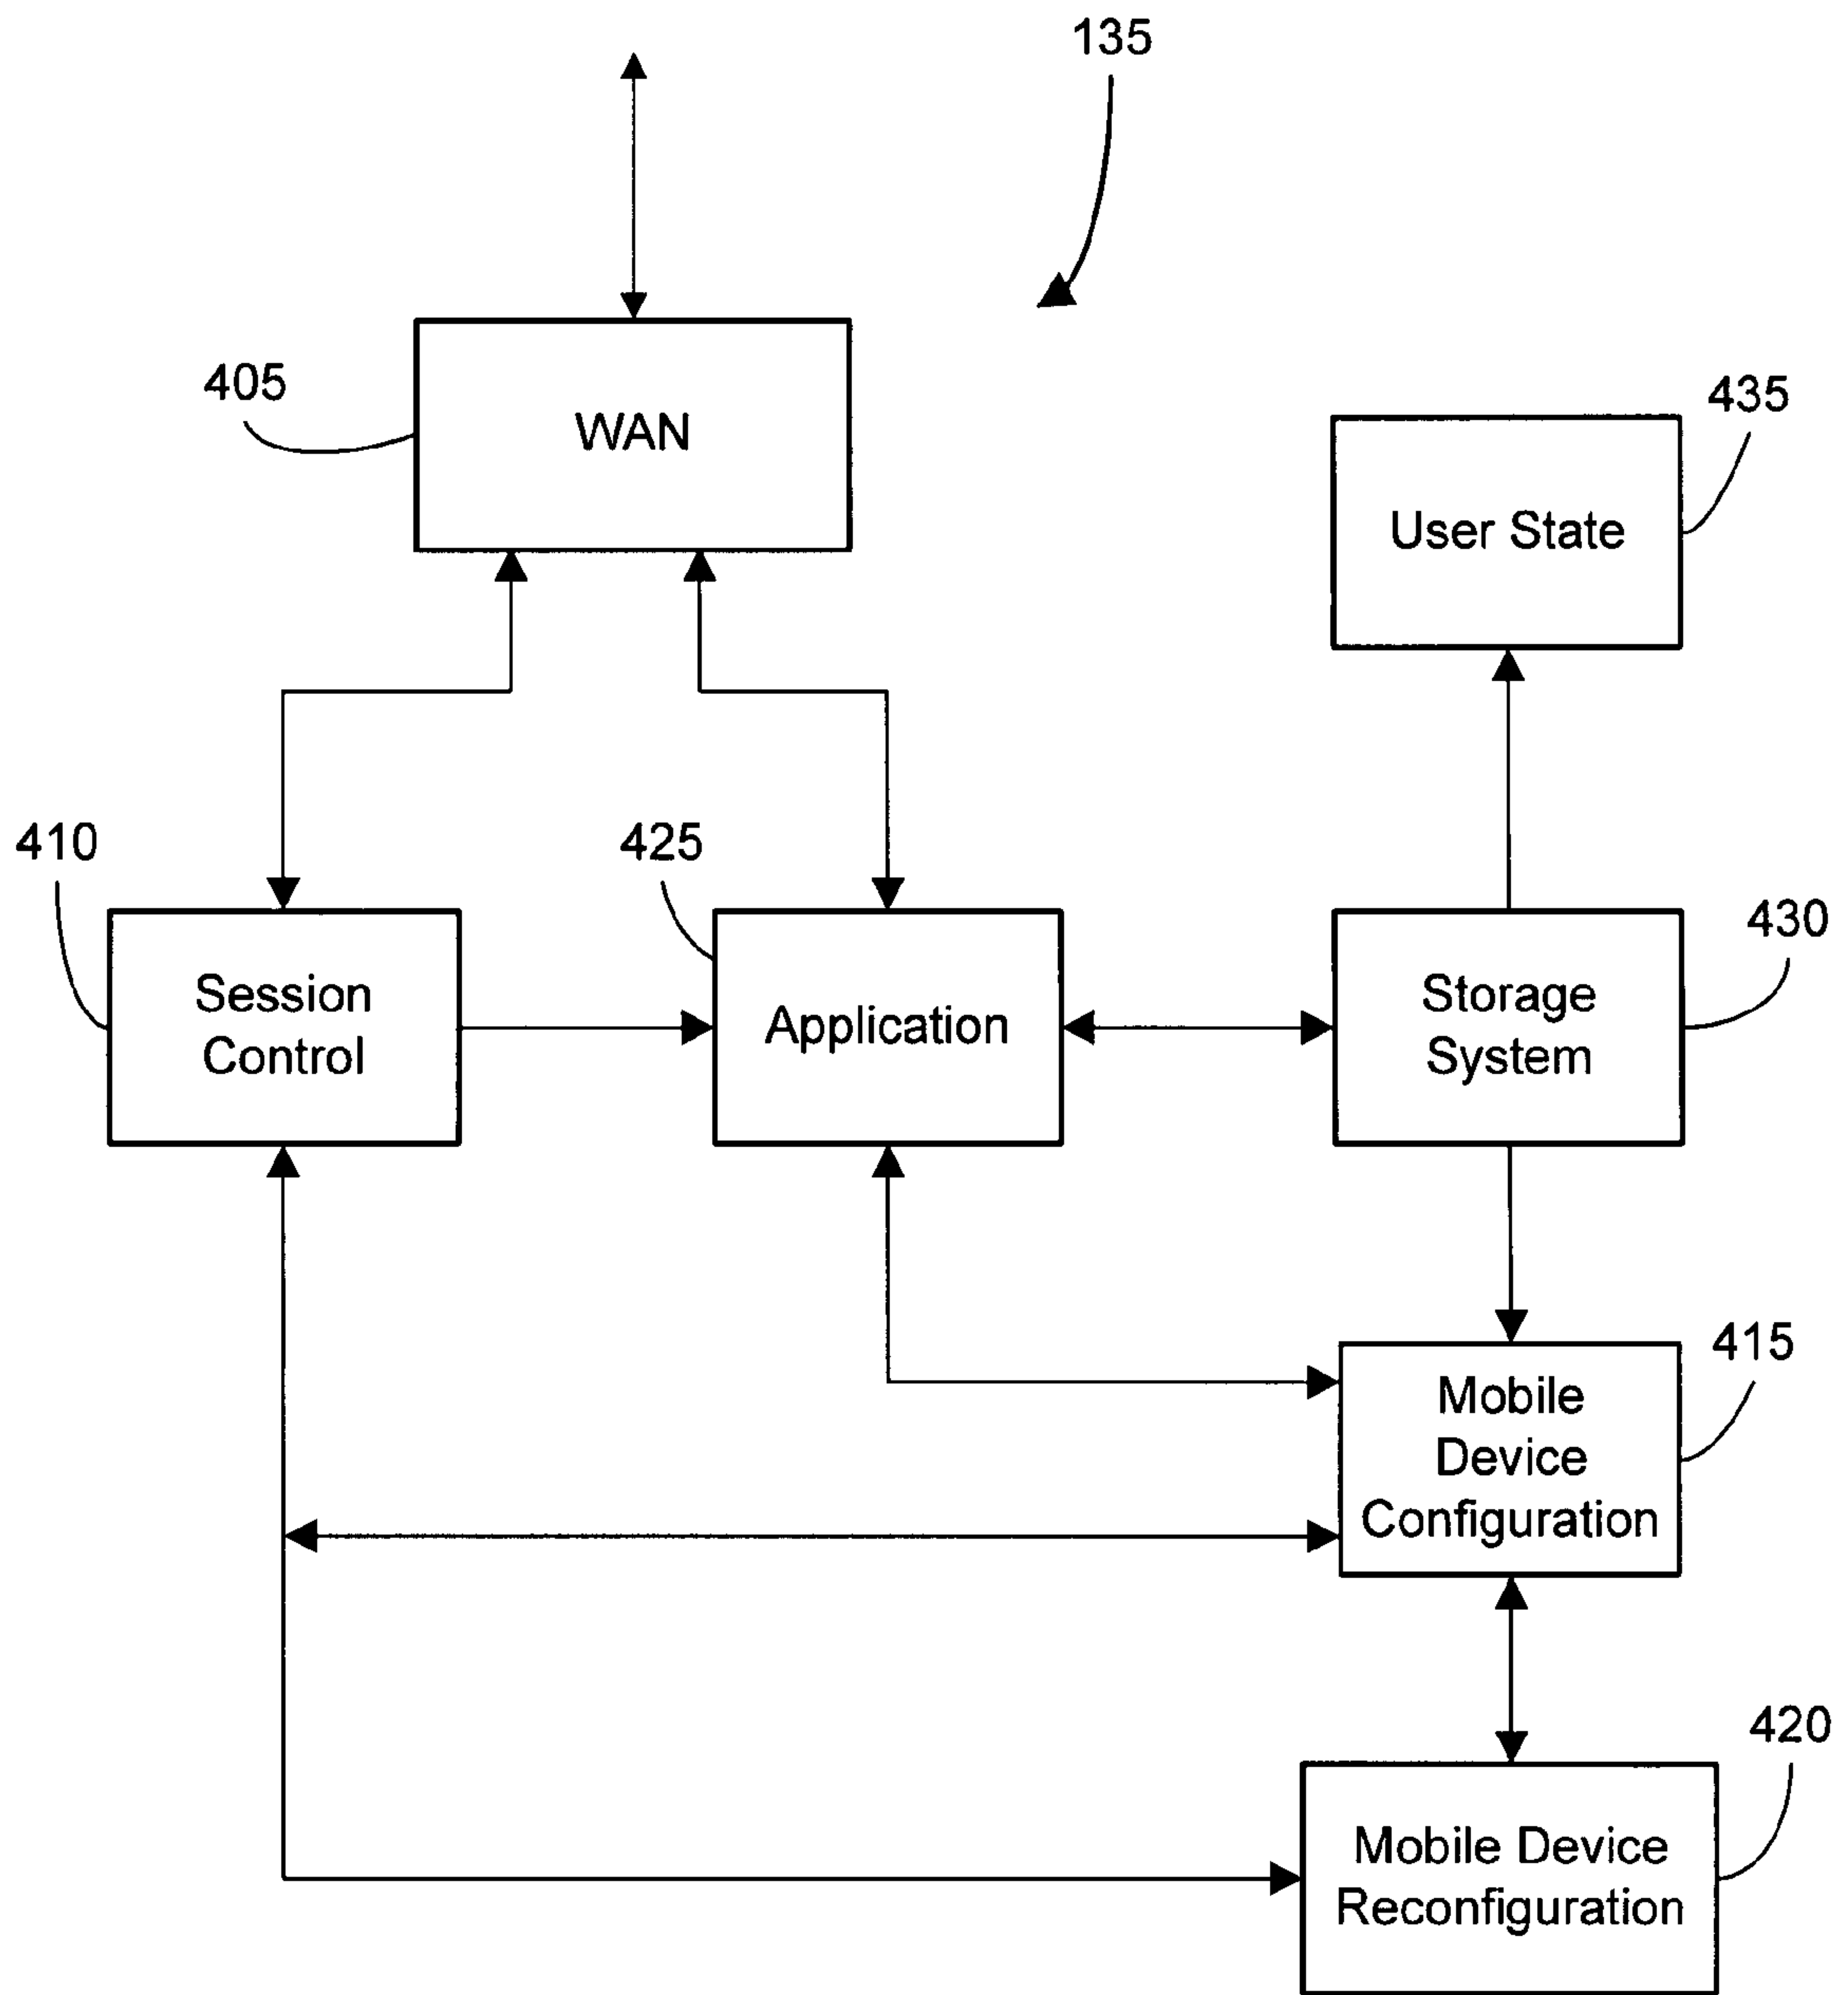 135
405
WAN
435
User State
410
425
430
Session
Control
Application
Storage
System
415
Mobile
Device
Configuration
420
Mobile Device
Reconfiguration